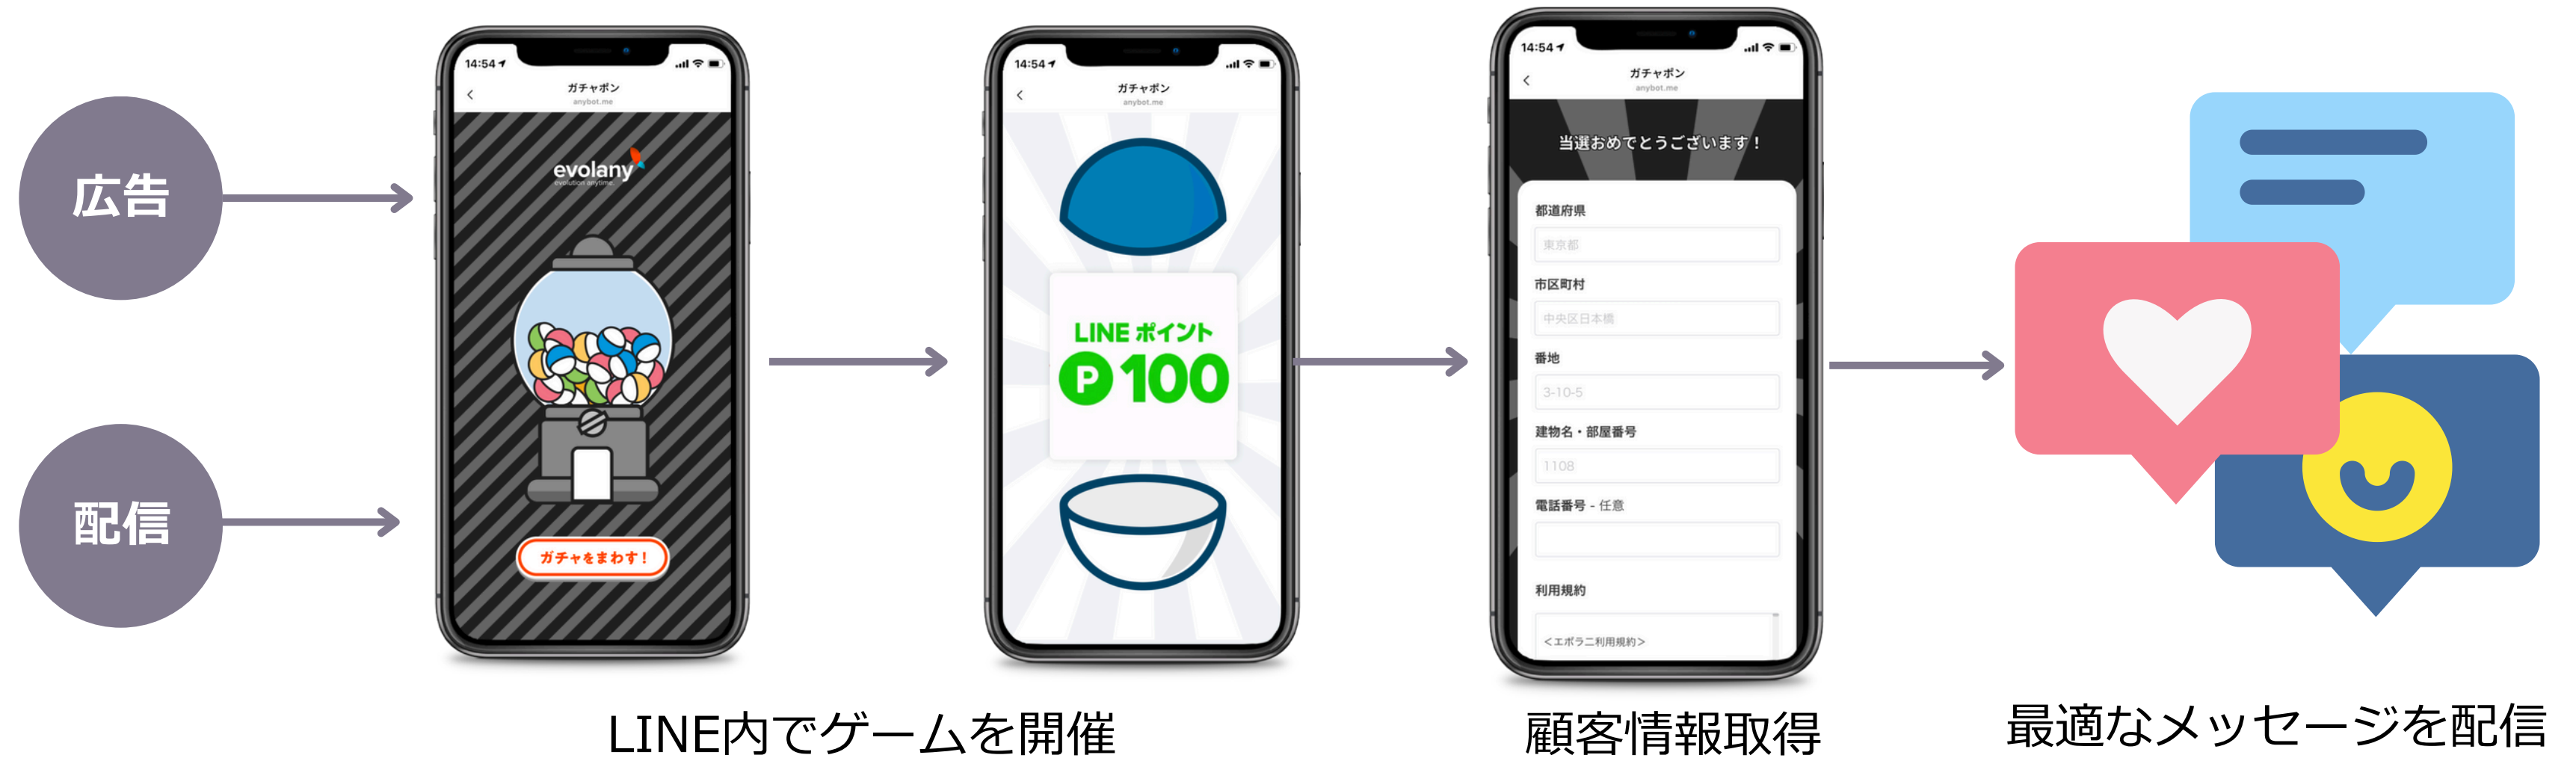 広告
配信
14:54
ガチャポン
anybot.me
evolany
evolution anytime.
ガチャをまわす!
14:54
ガチャポン
anybot.me
LINE ポイント
P 100
14:54
ガチャポン
anybot.me
当選おめでとうございます!
都道府県
東京都
市区町村
中央区日本橋
番地
3-10-5
建物名・部屋番号
1108
電話番号 - 任意
利用規約
<エボラニ利用規約>
LINE内でゲームを開催
顧客情報取得
最適なメッセージを配信